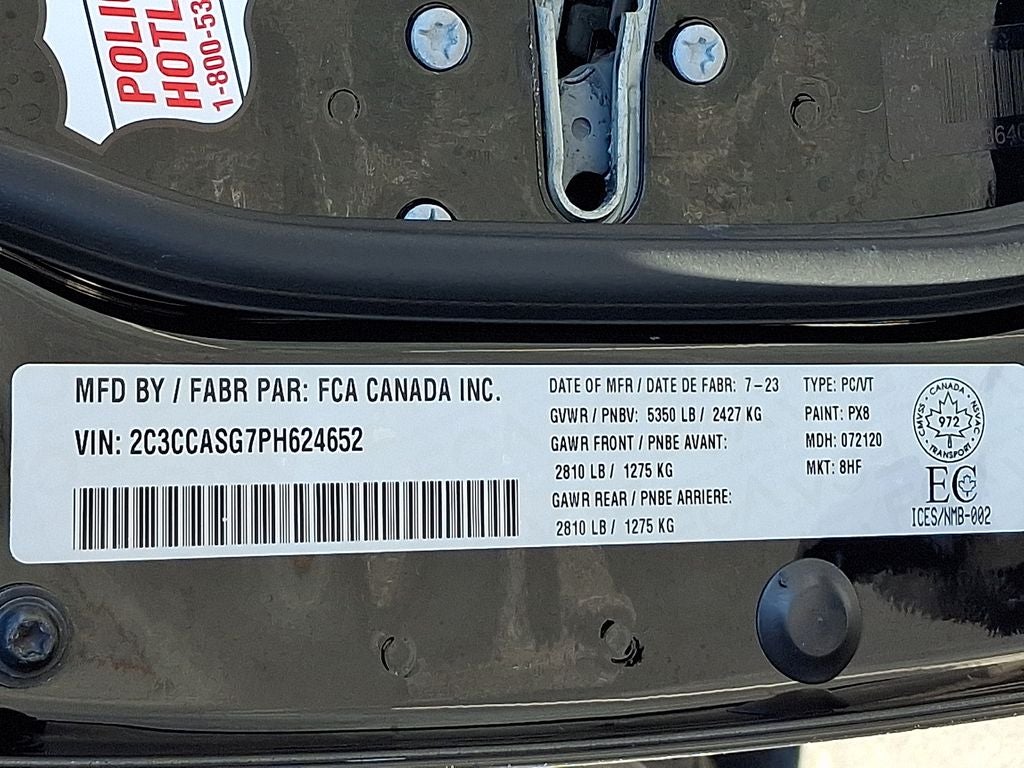 POLI
HOTL
1-800-53
640
MFD BY / FABR PAR: FCA CANADA INC.
VIN: 2C3CCASG7PH624652
DATE OF MFR / DATE DE FABR: 7-23
GVWR / PNBV: 5350 LB / 2427 KG
GAWR FRONT / PNBE AVANT:
2810 LB / 1275 KG
GAWR REAR / PNBE ARRIERE:
2810 LB / 1275 KG
TYPE: PC/VT
PAINT: PX8
MDH: 072120
MKT: 8HF
CANADA
CMVSS
NSVAC
972
TRANSPORT
EC
ICES/NMB-002